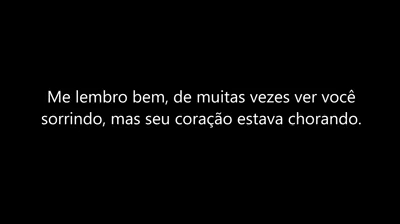 Me lembro bem, de muitas vezes ver você
sorrindo, mas seu coração estava chorando.